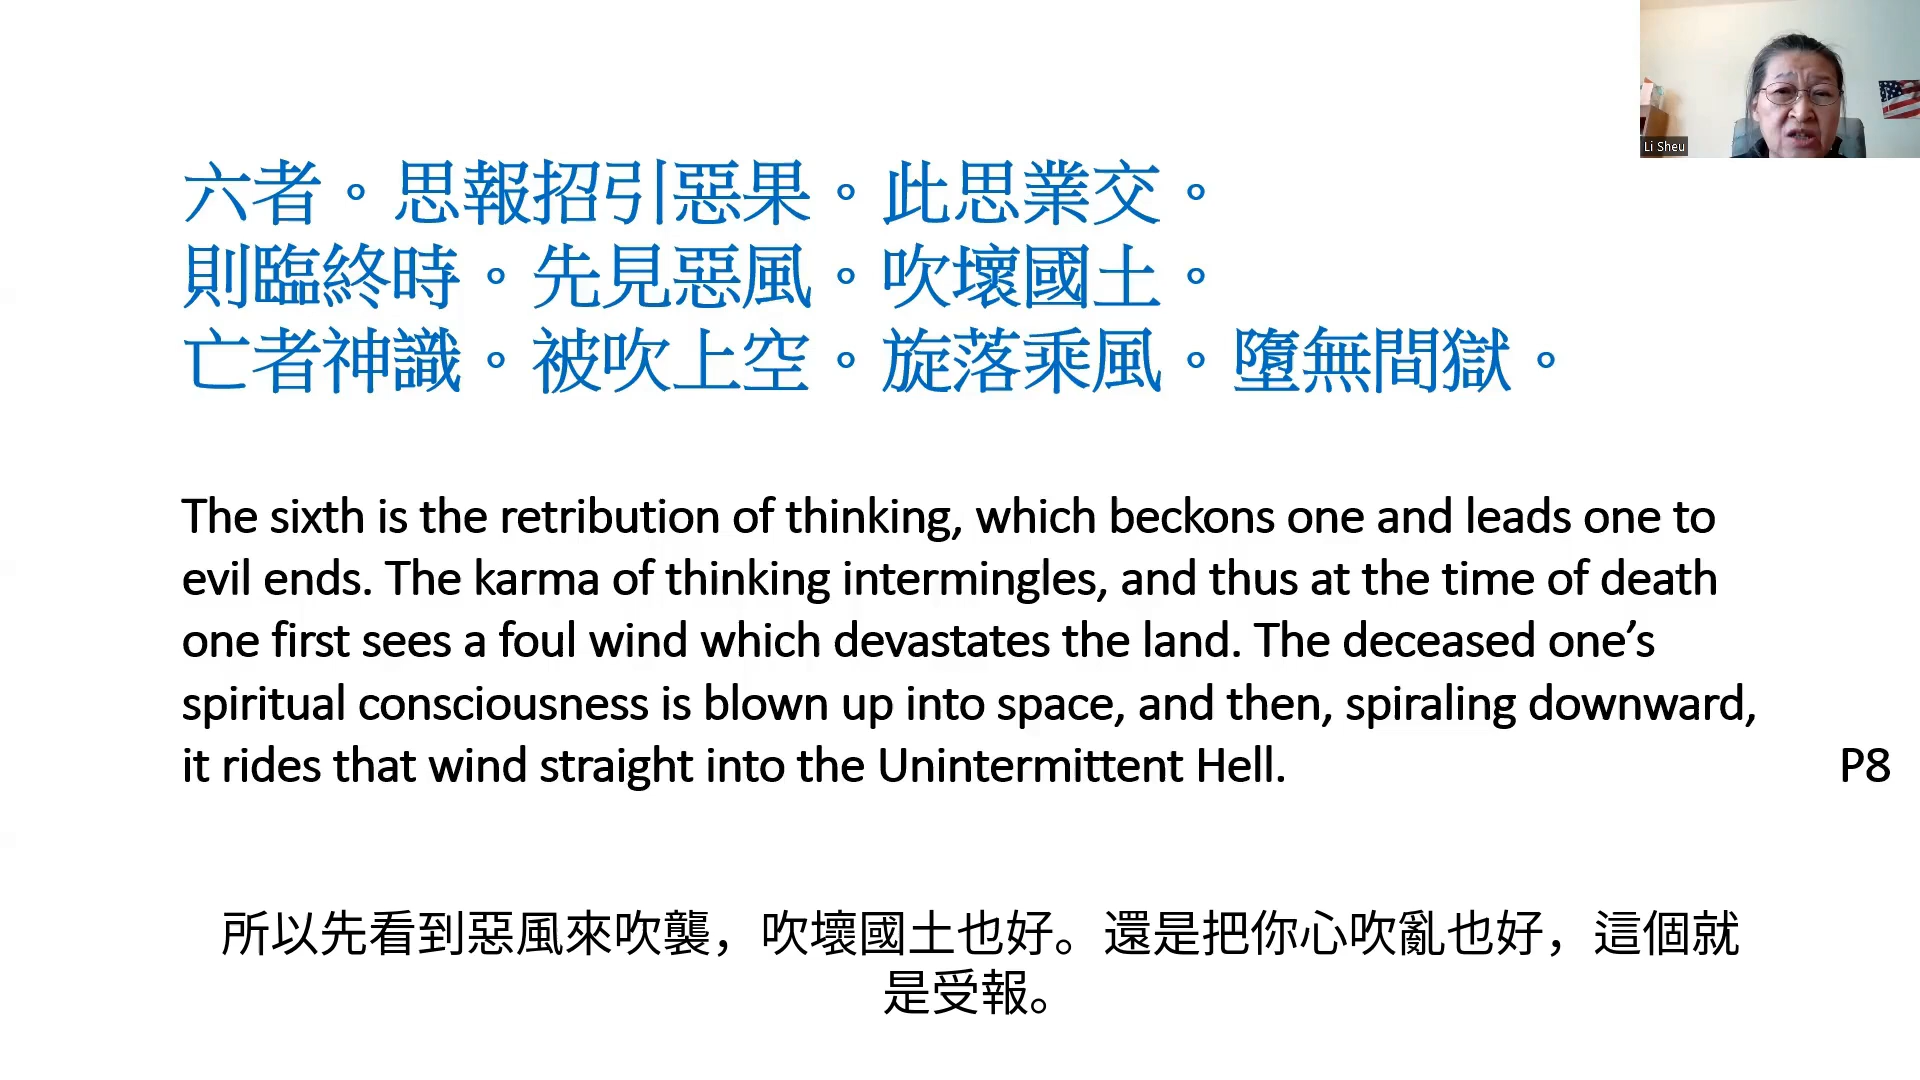 Li Sheu
六者。思報招引惡果。此思業交。
則臨終時。先見惡風。吹壞國土。
亡者神識。被吹上空。旋落乘風。墮無間獄。
The sixth is the retribution of thinking, which beckons one and leads one to
evil ends. The karma of thinking intermingles, and thus at the time of death
one first sees a foul wind which devastates the land. The deceased one’s
spiritual consciousness is blown up into space, and then, spiraling downward,
it rides that wind straight into the Unintermittent Hell.
P8
所以先看到惡風來吹襲，吹壞國土也好。還是把你心吹亂也好，這個就
是受報。